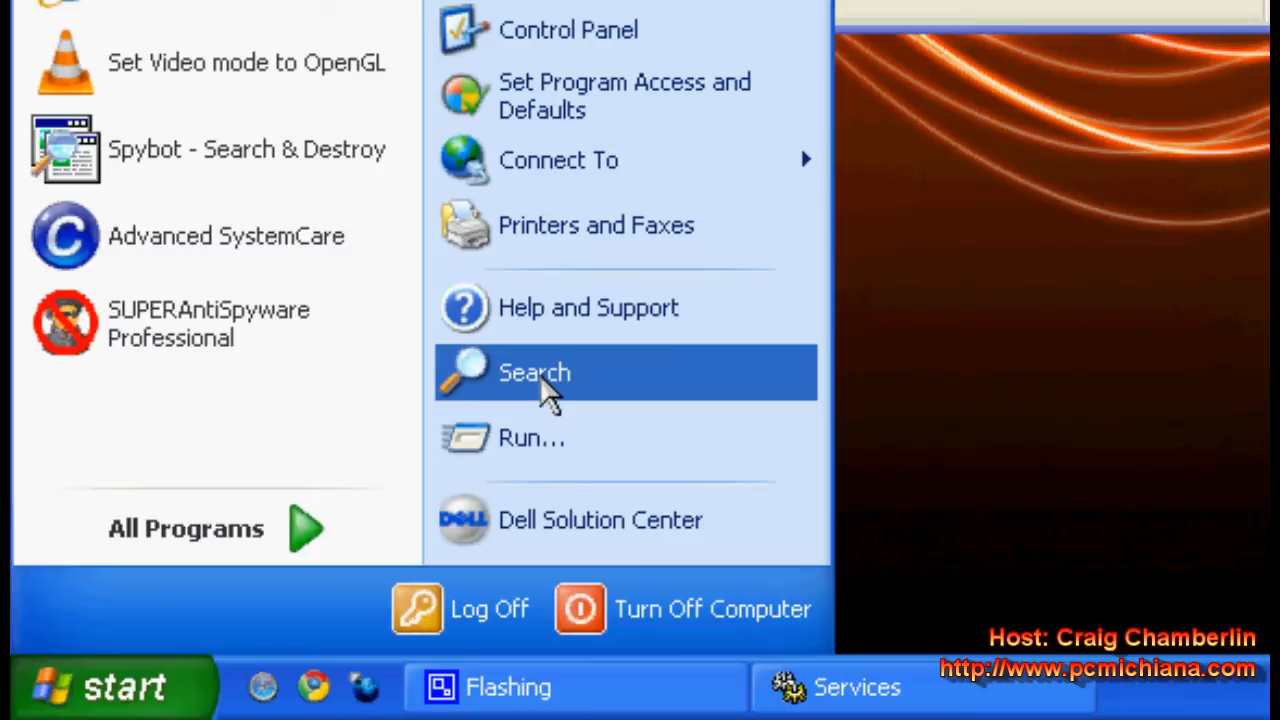 Set Video mode to OpenGL
Spybot - Search & Destroy
Advanced SystemCare
SUPERAntiSpyware
Professional
All Programs
Control Panel
Set Program Access and
Defaults
Connect To
Printers and Faxes
Help and Support
Search
Run...
DELL
Dell Solution Center
Log Off
Turn Off Computer
Host: Craig Chamberlin
http://www.pcmichiana.com
start
Flashing
Services